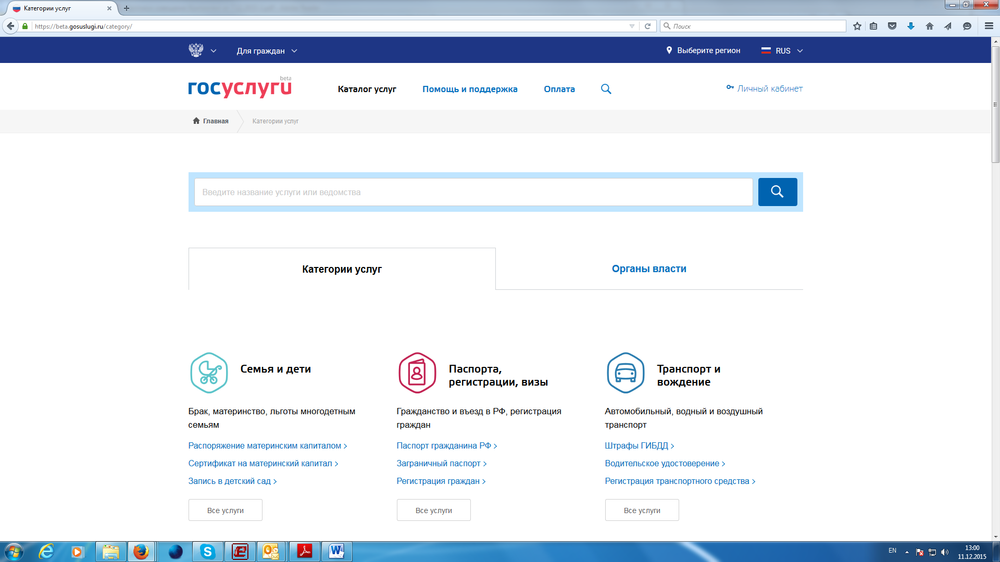 Категории услуг
https://beta.gosuslugi.ru/category/
Поиск
Для граждан
Выберите регион
RUS
госуслуги beta
Каталог услуг
Помощь и поддержка
Оплата
Личный кабинет
Главная
Категории услуг
Введите название услуги или ведомства
Категории услуг
Органы власти
Семья и дети
Брак, материнство, льготы многодетным
семьям
Распоряжение материнским капиталом >
Сертификат на материнский капитал >
Запись в детский сад >
Все услуги
Паспорта,
регистрации, визы
Гражданство и въезд в РФ, регистрация
граждан
Паспорт гражданина РФ >
Заграничный паспорт >
Регистрация граждан >
Все услуги
Транспорт и
вождение
Автомобильный, водный и воздушный
транспорт
Штрафы ГИБДД >
Водительское удостоверение >
Регистрация транспортного средства >
Все услуги
EN
13:00
11.12.2015